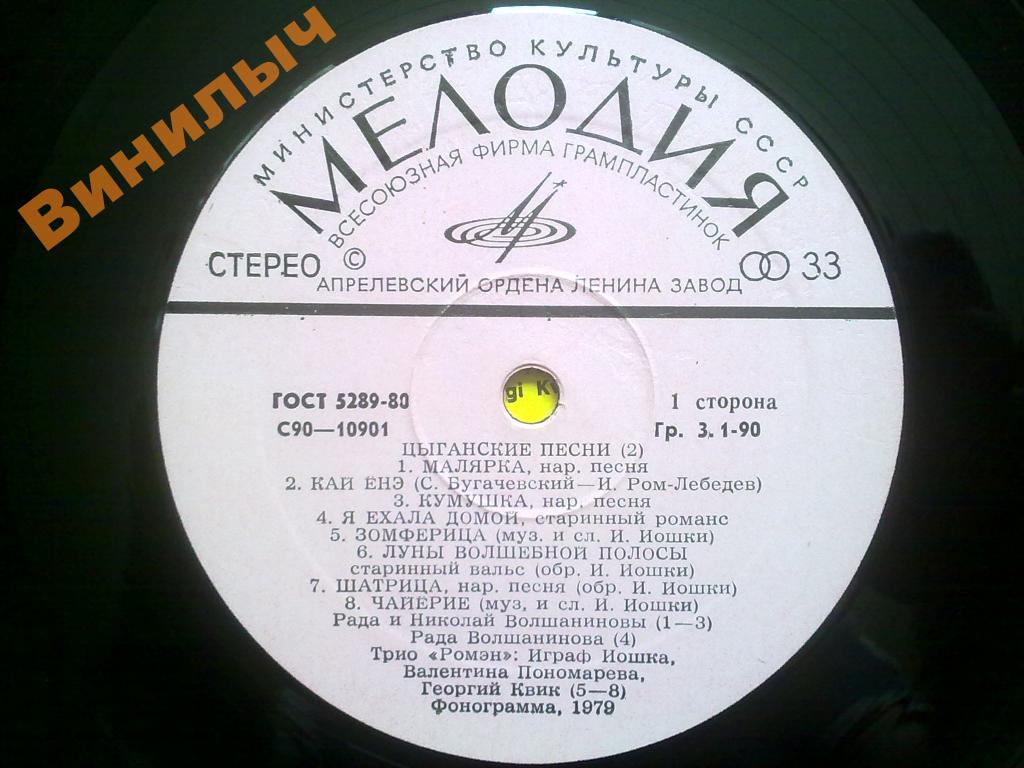 Винилыч
МИНИСТЕРСТВО КУЛЬТУРЫ СССР
МЕЛОДИЯ
ВСЕСОЮЗНАЯ ФИРМА ГРАМПЛАСТИНОК
СТЕРЕО ©
33
АПРЕЛЕВСКИЙ ОРДЕНА ЛЕНИНА ЗАВОД
gi K
ГОСТ 5289-80
1 сторона
С90—10901
Гр. 3. 1-90
ЦЫГАНСКИЕ ПЕСНИ (2)
1. МАЛЯРКА, нар. песня
2. КАЙ ЁНЭ (С. Бугачевский — И. Ром-Лебедев)
3. КУМУШКА, нар. песня
4. Я ЕХАЛА ДОМОЙ, старинный романс
5. ЗОМФЕРИЦА (муз. и сл. И. Иошки)
6. ЛУНЫ ВОЛШЕБНОЙ ПОЛОСЫ
старинный вальс (обр. И. Иошки)
7. ШАТРИЦА, нар. песня (обр. И. Иошки)
8. ЧАЙЕРИЕ (муз, и сл. И. Иошки)
Рада и Николай Волшаниновы (1—3)
Рада Волшанинова (4)
Трио «Ромэн»: Играф Иошка,
Валентина Пономарева,
Георгий Квик (5—8)
Фонограмма, 1979